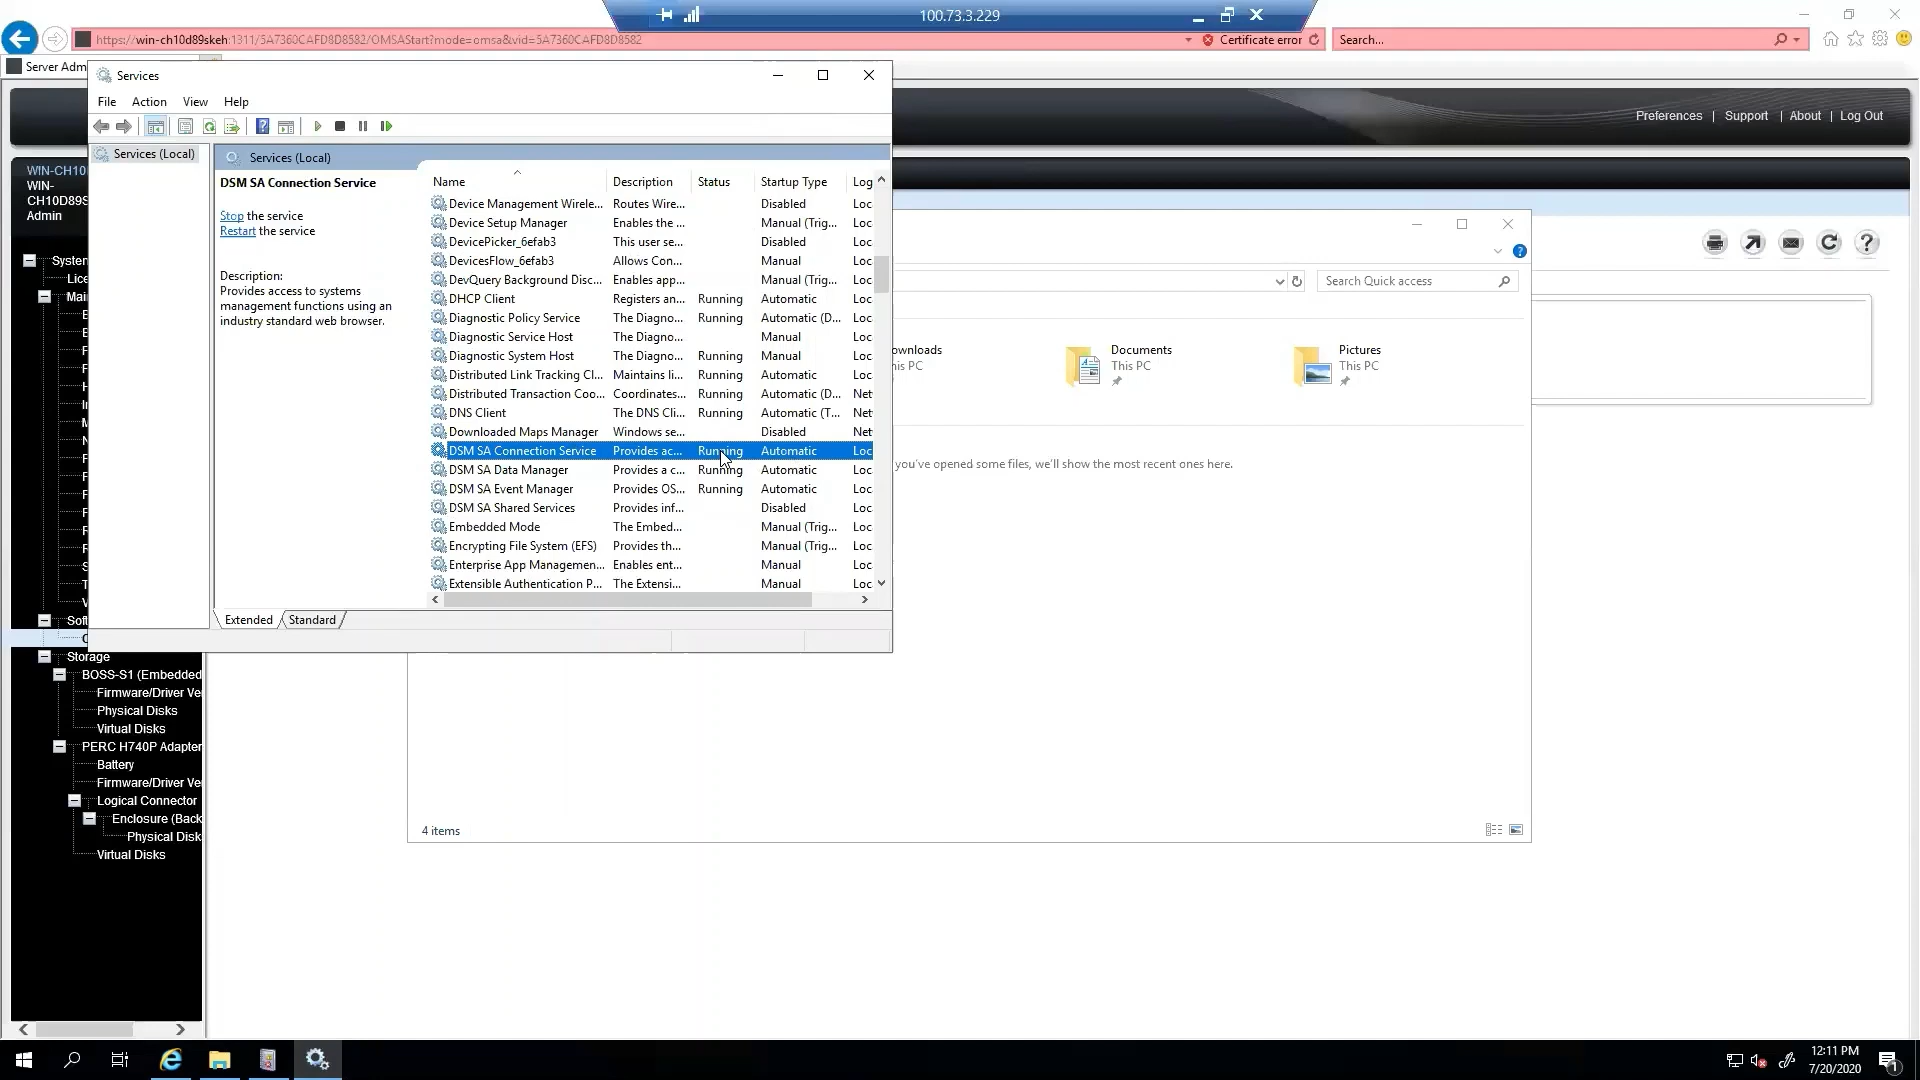 100.73.3.229
https://win-ch10d89skeh:1311/5A7360CAFD8D8582/OMSAStart?mode=omsa&vid=5A7360CAFD8D8582
Certificate error
Search...
Server Adm
Services
File Action View Help
Preferences | Support | About | Log Out
Services (Local)
Services (Local)
WIN-CH10
WIN-
CH10D89S
Admin
DSM SA Connection Service
Stop the service
Restart the service
Description:
Provides access to systems
management functions using an
industry standard web browser.
Name Description Status Startup Type Log
Device Management Wirele... Routes Wire... Disabled Loc
Device Setup Manager Enables the ... Manual (Trig... Loc
DevicePicker_6efab3 This user se... Disabled Loc
DevicesFlow_6efab3 Allows Con... Manual Loc
DevQuery Background Disc... Enables app... Manual (Trig... Loc
DHCP Client Registers an... Running Automatic Loc
Diagnostic Policy Service The Diagno... Running Automatic (D... Loc
Diagnostic Service Host The Diagno... Manual Loc
Diagnostic System Host The Diagno... Running Manual Loc
Distributed Link Tracking Cl... Maintains li... Running Automatic Loc
Distributed Transaction Coo... Coordinates... Running Automatic (D... Net
DNS Client The DNS Cli... Running Automatic (T... Net
Downloaded Maps Manager Windows se... Disabled Net
DSM SA Connection Service Provides ac... Running Automatic Loc
DSM SA Data Manager Provides a c... Running Automatic Loc
DSM SA Event Manager Provides OS... Running Automatic Loc
DSM SA Shared Services Provides inf... Disabled Loc
Embedded Mode The Embed... Manual (Trig... Loc
Encrypting File System (EFS) Provides th... Manual (Trig... Loc
Enterprise App Managemen... Enables ent... Manual Loc
Extensible Authentication P... The Extensi... Manual Loc
Extended Standard
Search Quick access
ownloads
his PC
Documents
This PC
Pictures
This PC
you've opened some files, we'll show the most recent ones here.
4 items
System
Lice
Mai
Soft
Storage
BOSS-S1 (Embedded
Firmware/Driver Ve
Physical Disks
Virtual Disks
PERC H740P Adapter
Battery
Firmware/Driver Ve
Logical Connector
Enclosure (Back
Physical Disk
Virtual Disks
12:11 PM
7/20/2020
1